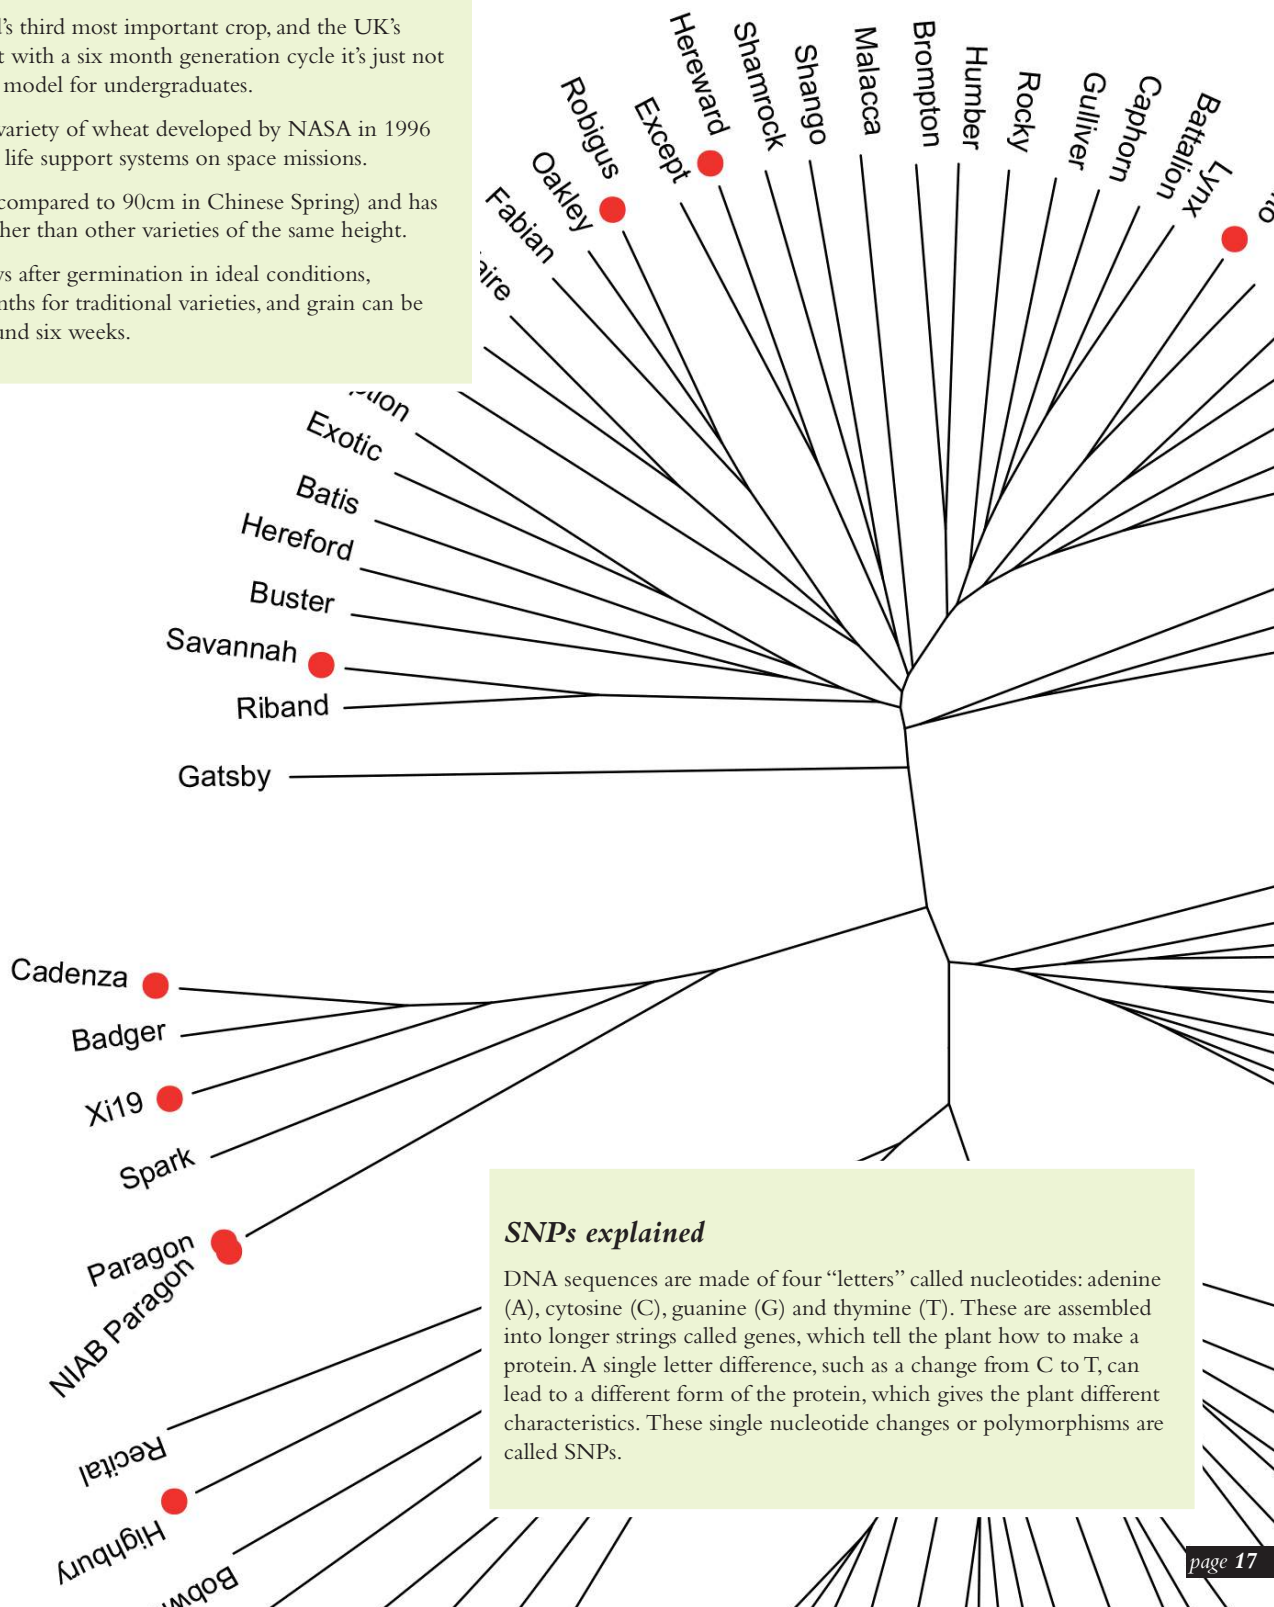 ’s third most important crop, and the UK’s
with a six month generation cycle it’s just not
model for undergraduates.
variety of wheat developed by NASA in 1996
life support systems on space missions.
compared to 90cm in Chinese Spring) and has
than other varieties of the same height.
after germination in ideal conditions,
for traditional varieties, and grain can be
six weeks.
Exotic
Batis
Hereford
Buster
Savannah
Riband
Gatsby
Fabian
Oakley
Robigus
Except
Hereward
Shamrock
Shango
Malacca
Brompton
Humber
Rocky
Gulliver
Caphorn
Battalion
Lynx
Cadenza
Badger
Xi19
Spark
Paragon
NIAB Paragon
Recital
Highbury
SNPs explained
DNA sequences are made of four “letters” called nucleotides: adenine
(A), cytosine (C), guanine (G) and thymine (T). These are assembled
into longer strings called genes, which tell the plant how to make a
protein. A single letter difference, such as a change from C to T, can
lead to a different form of the protein, which gives the plant different
characteristics. These single nucleotide changes or polymorphisms are
called SNPs.
page 17